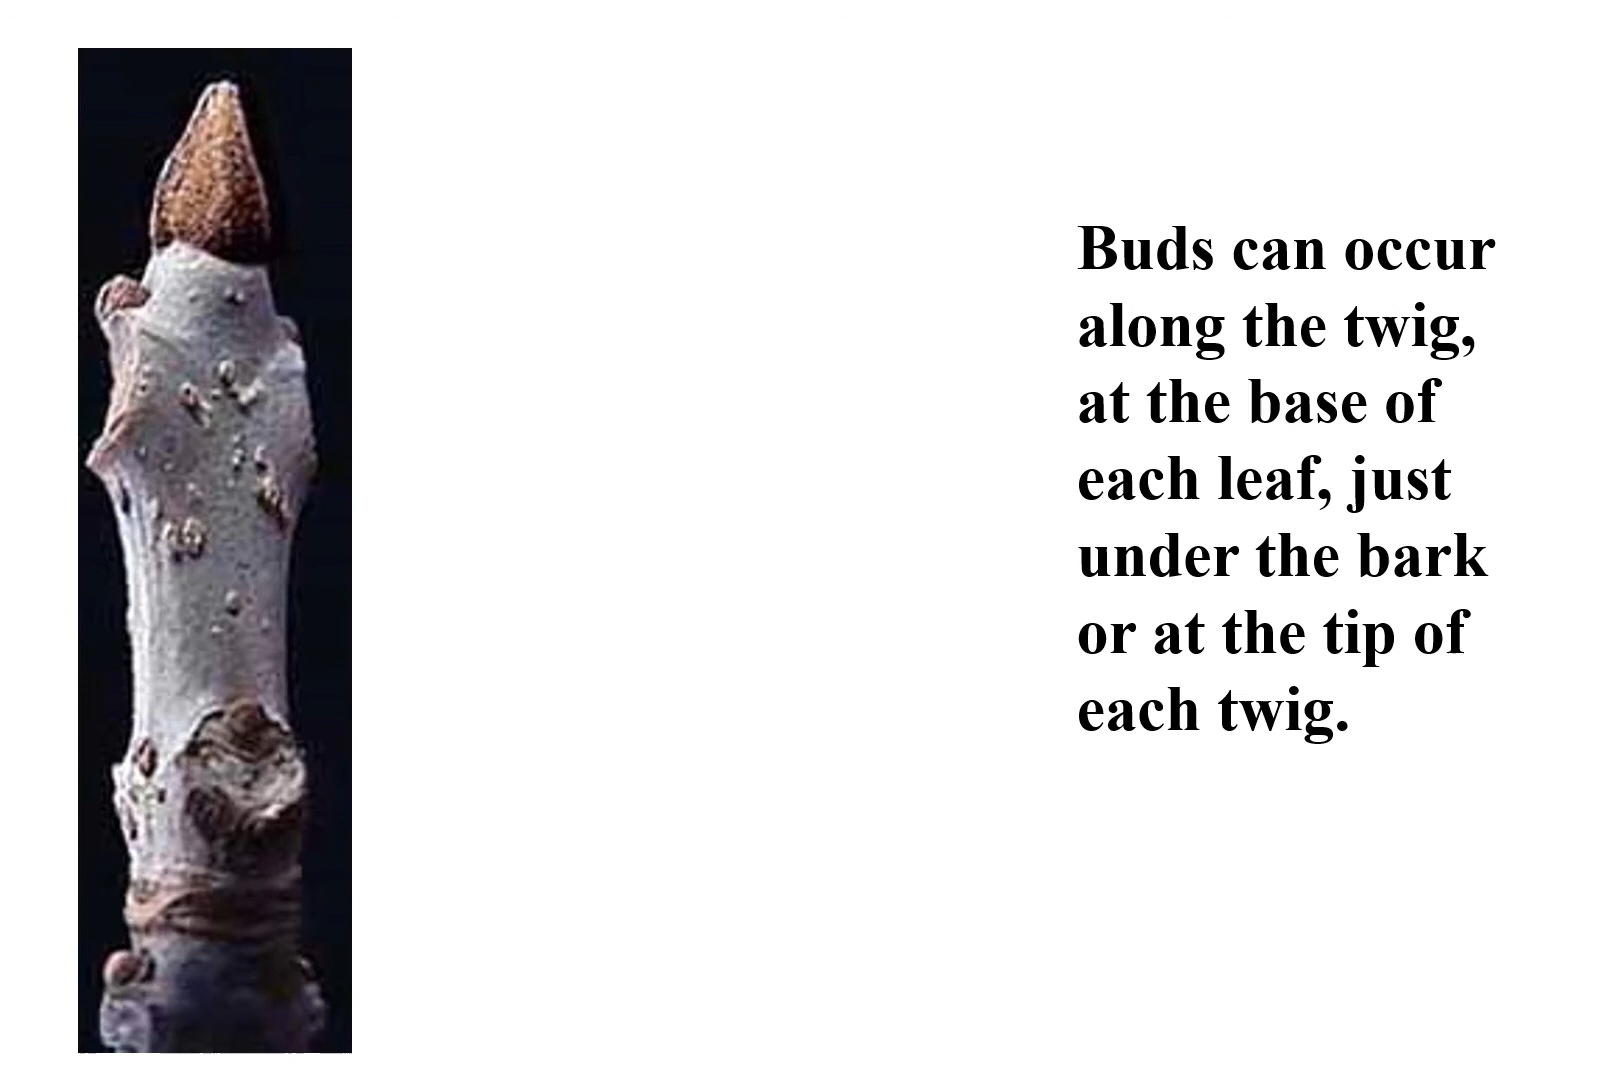 Buds can occur
along the twig,
at the base of
each leaf, just
under the bark
or at the tip of
each twig.